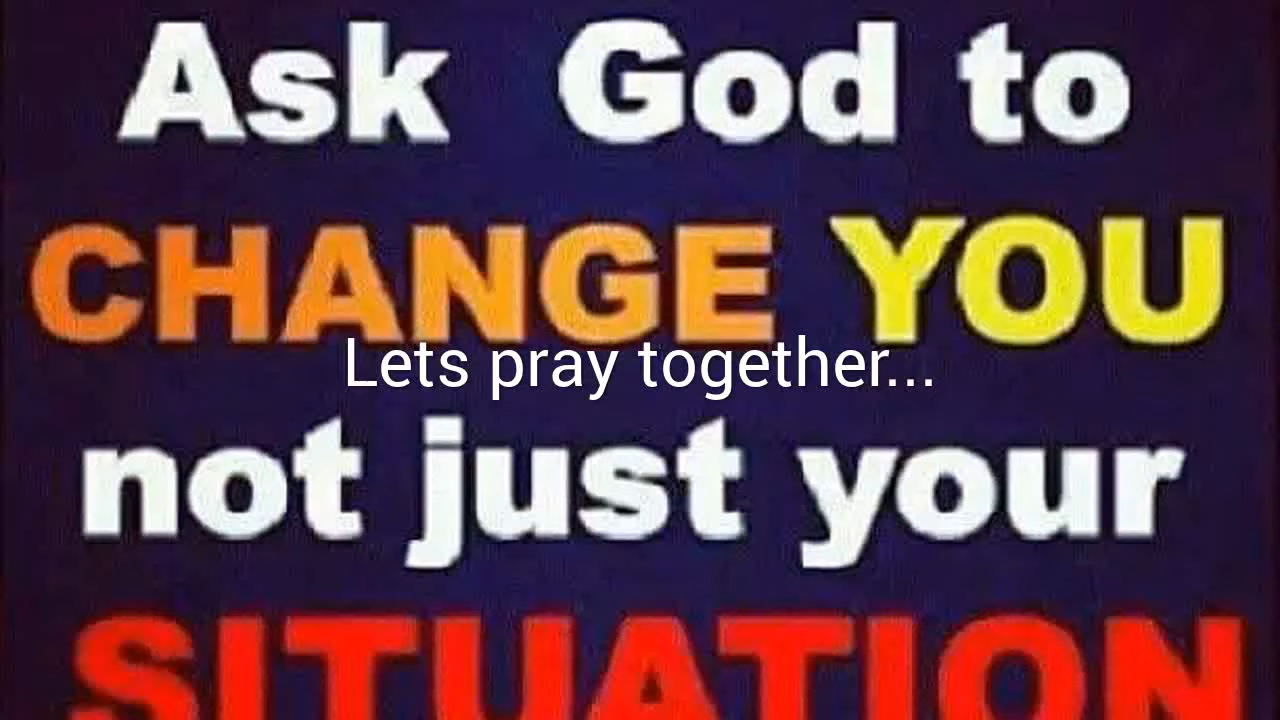 Ask God to
CHANGE YOU
Lets pray together...
not just your
SITUATION